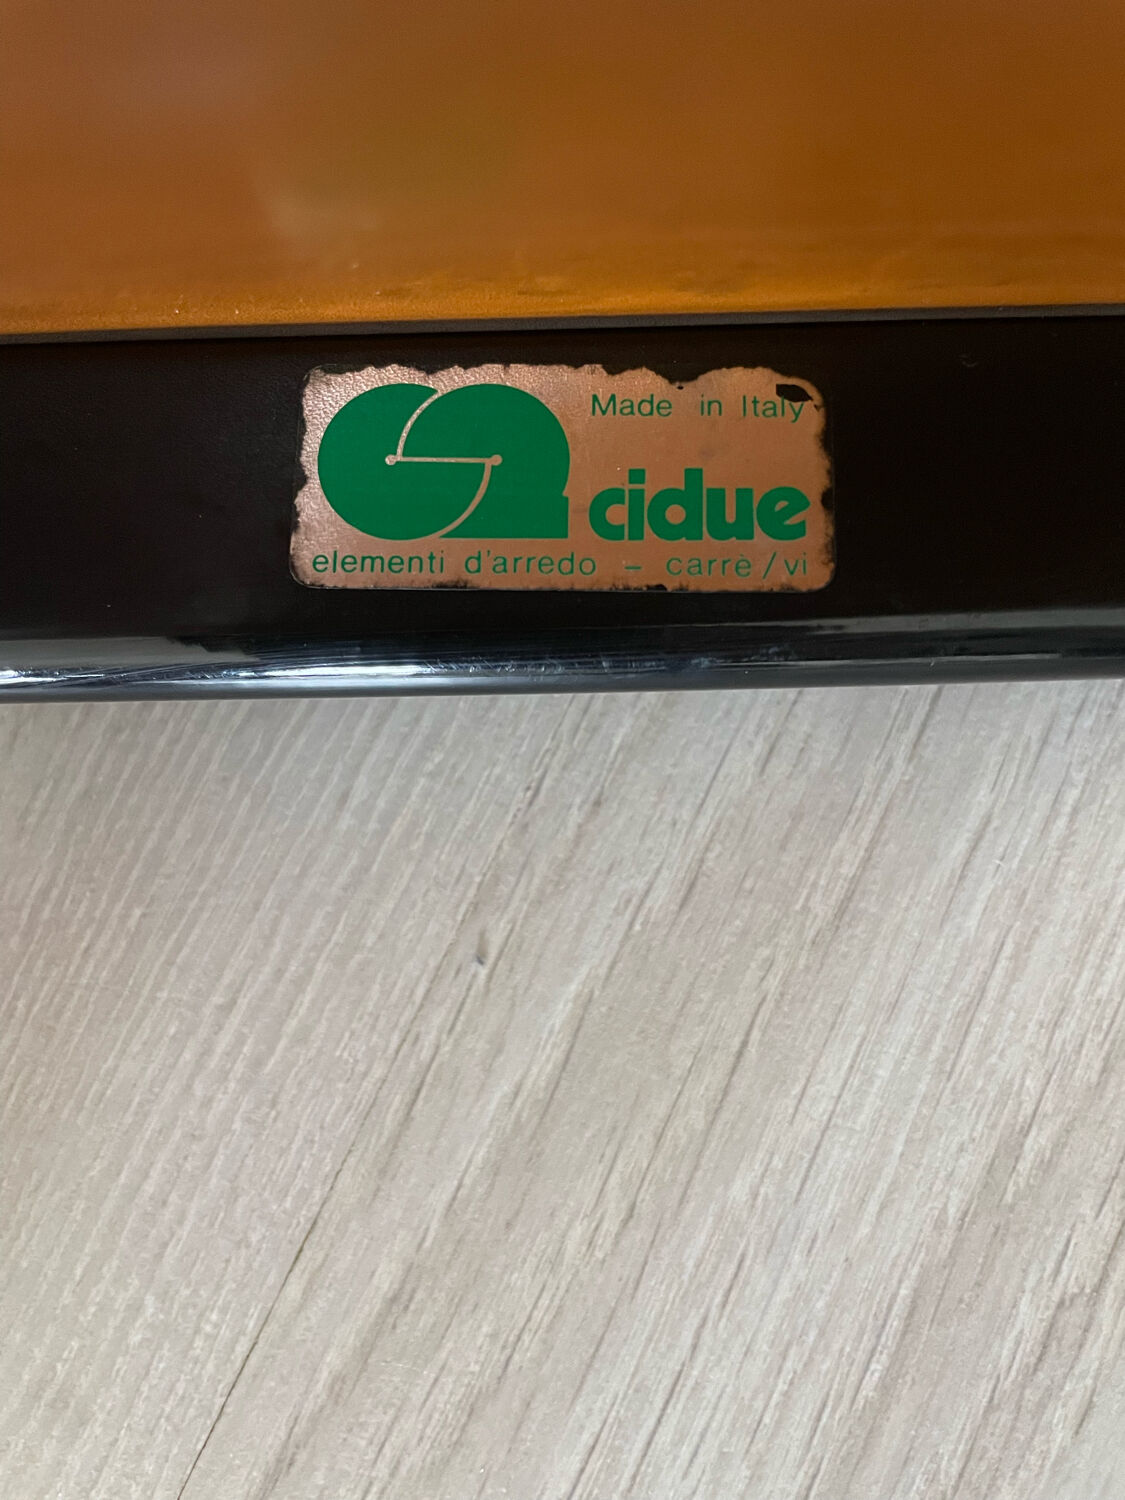 Made in Italy
cidue
elementi d'arredo – carrè/vi